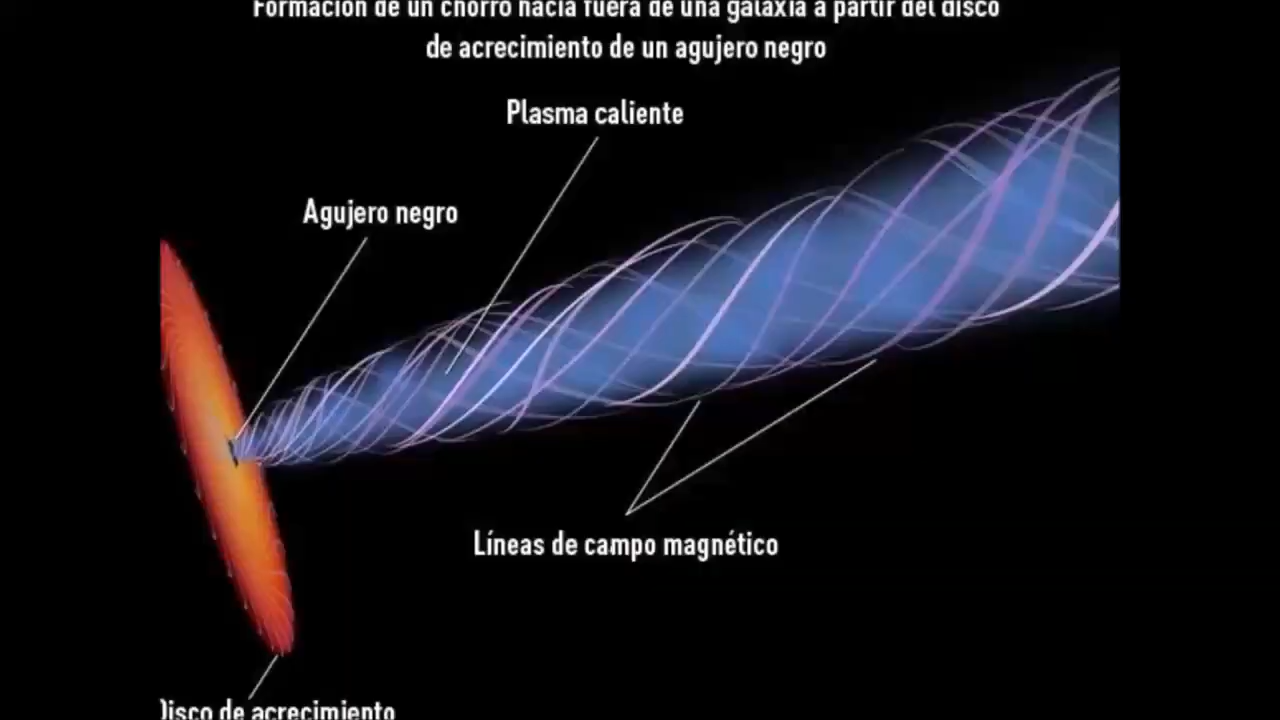 Formación de un chorro hacia fuera de una galaxia a partir del disco
de acrecimiento de un agujero negro
Plasma caliente
Agujero negro
Líneas de campo magnético
Disco de acrecimiento